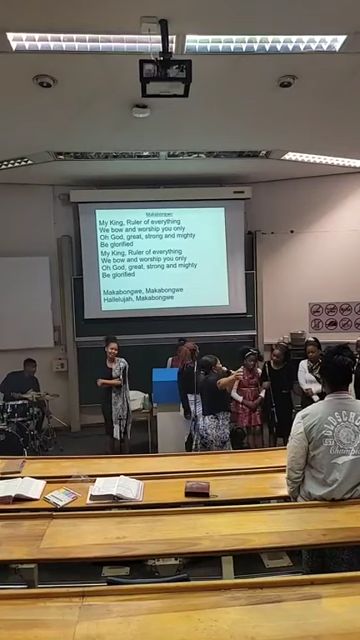 Makabongwe
My King, Ruler of everything
We bow and worship you only
Oh God, great, strong and mighty
Be glorified
My King, Ruler of everything
We bow and worship you only
Oh God, great, strong and mighty
Be glorified
Makabongwe, Makabongwe
Hallelujah, Makabongwe
OLDSCHOOL
Champion